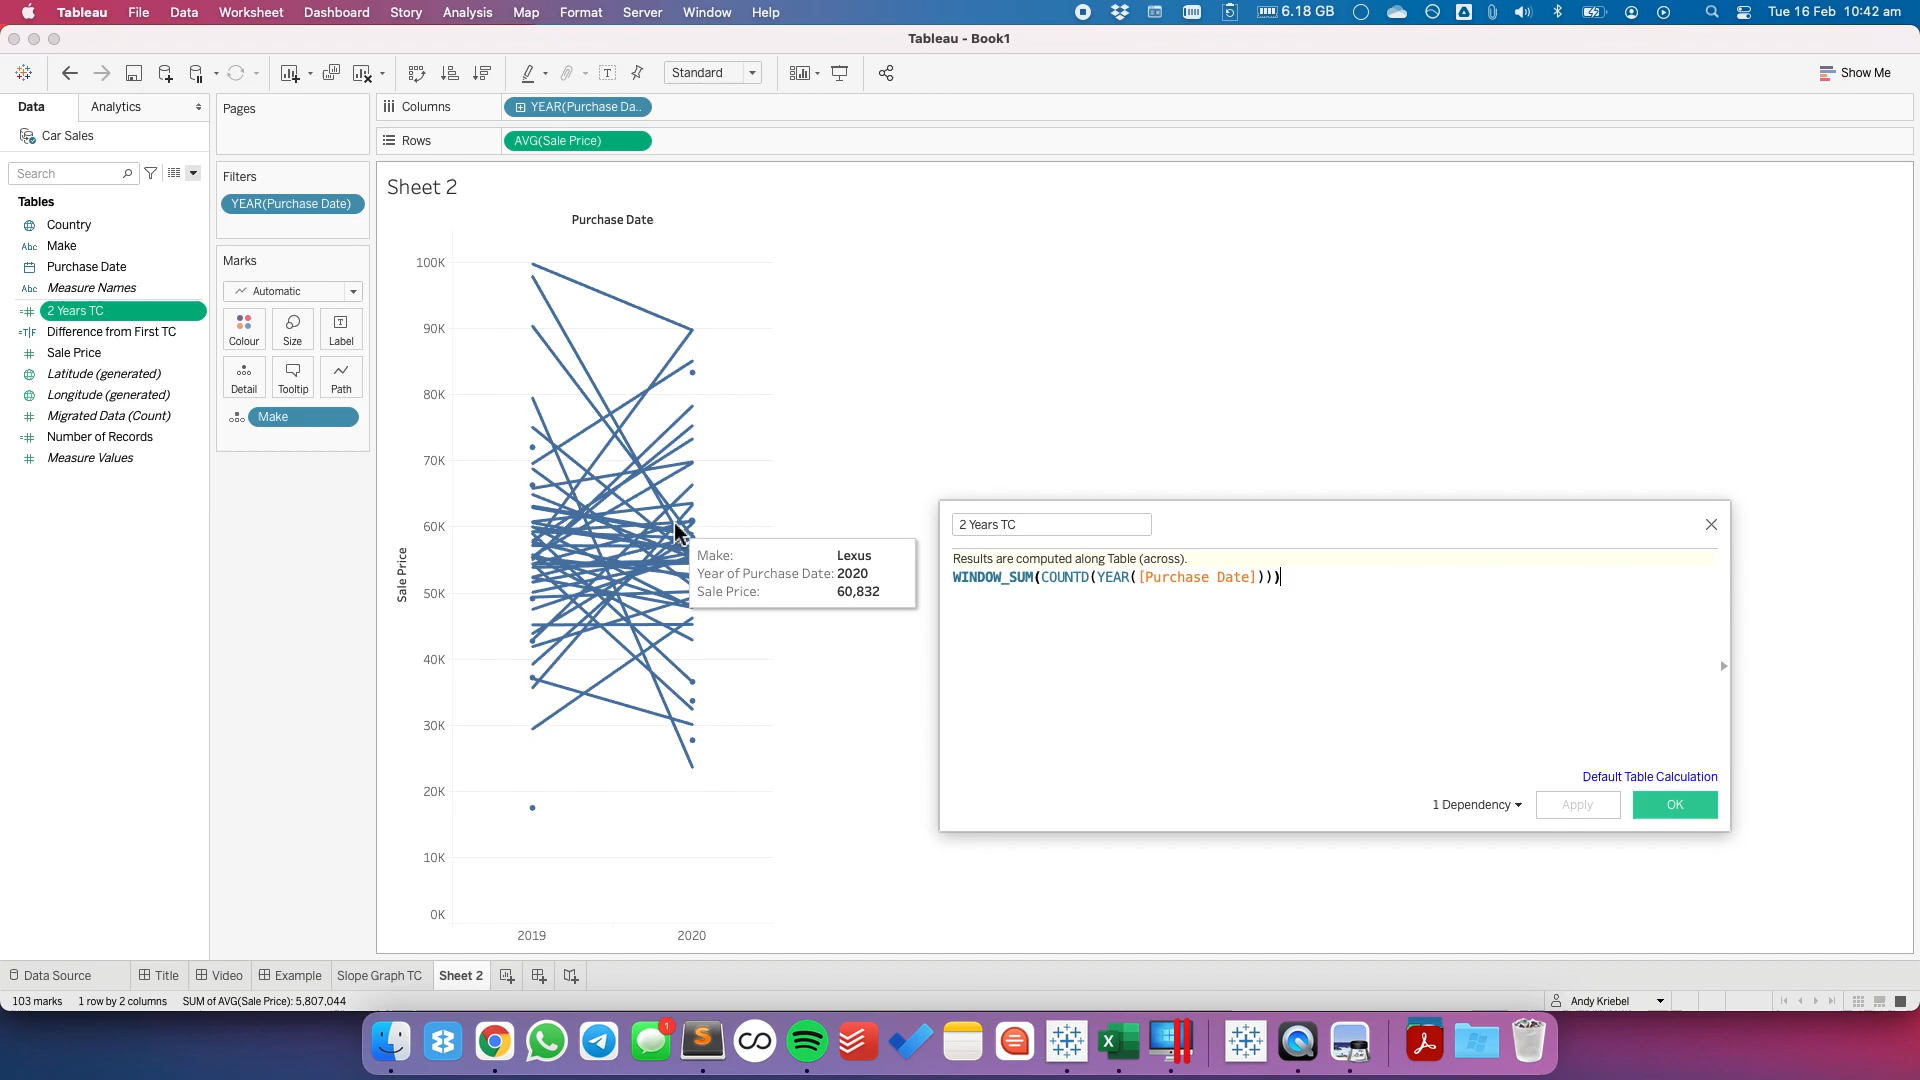 Tableau File Data Worksheet Dashboard Story Analysis Map Format Server Window Help 6.18 GB Tue 16 Feb 10:42 am
Tableau - Book1
Standard Show Me
Data Analytics
Car Sales
Search
Tables
Country
Abc Make
Purchase Date
Abc Measure Names
2 Years TC
Difference from First TC
Sale Price
Latitude (generated)
Longitude (generated)
Migrated Data (Count)
Number of Records
Measure Values
Pages
Filters
YEAR(Purchase Date)
Marks
Automatic
Colour Size Label
Detail Tooltip Path
Make
Columns YEAR(Purchase Da..
Rows AVG(Sale Price)
Sheet 2
Purchase Date
100K
90K
80K
70K
60K
50K
40K
30K
20K
10K
0K
Sale Price
2019 2020
Make: Lexus
Year of Purchase Date: 2020
Sale Price: 60,832
2 Years TC
Results are computed along Table (across).
WINDOW_SUM(COUNTD(YEAR([Purchase Date])))
Default Table Calculation
1 Dependency Apply OK
Data Source Title Video Example Slope Graph TC Sheet 2
103 marks 1 row by 2 columns SUM of AVG(Sale Price): 5,807,044 Andy Kriebel
1